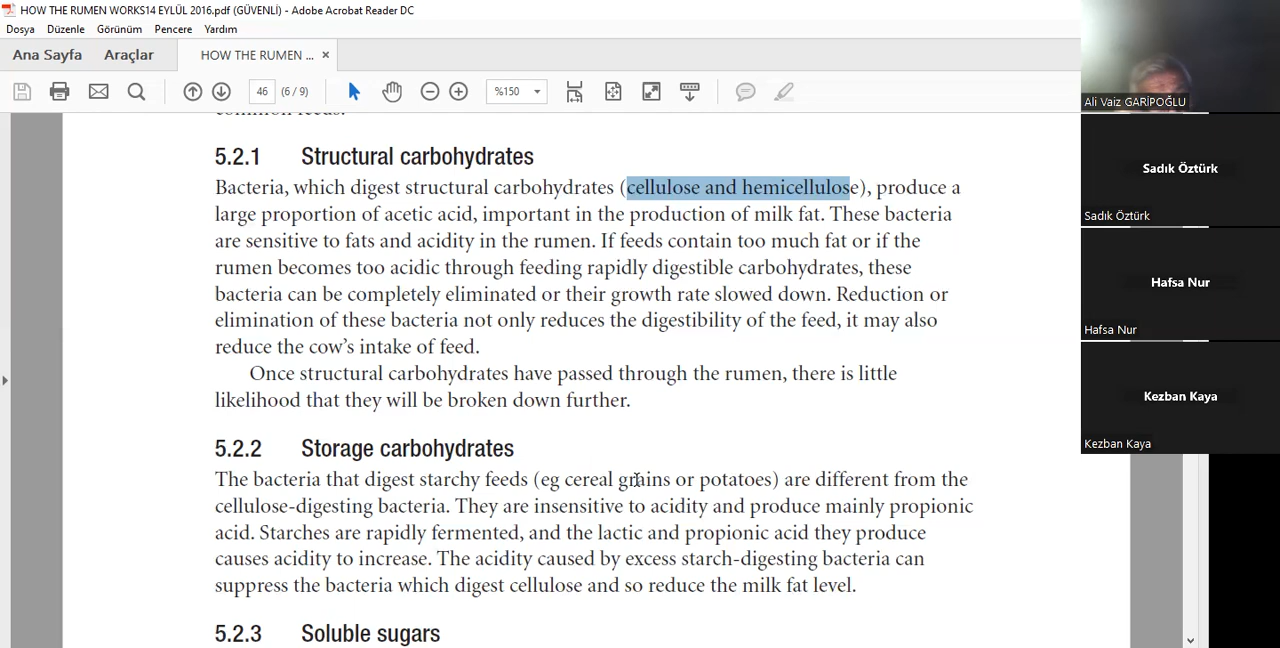 HOW THE RUMEN WORKS14 EYLÜL 2016.pdf (GÜVENLİ) - Adobe Acrobat Reader DC
Dosya Düzenle Görünüm Pencere Yardım
Ana Sayfa Araçlar HOW THE RUMEN ... ×
46 (6 / 9) %150
common feeds.
5.2.1 Structural carbohydrates
Bacteria, which digest structural carbohydrates (cellulose and hemicellulose), produce a
large proportion of acetic acid, important in the production of milk fat. These bacteria
are sensitive to fats and acidity in the rumen. If feeds contain too much fat or if the
rumen becomes too acidic through feeding rapidly digestible carbohydrates, these
bacteria can be completely eliminated or their growth rate slowed down. Reduction or
elimination of these bacteria not only reduces the digestibility of the feed, it may also
reduce the cow’s intake of feed.
Once structural carbohydrates have passed through the rumen, there is little
likelihood that they will be broken down further.
5.2.2 Storage carbohydrates
The bacteria that digest starchy feeds (eg cereal grains or potatoes) are different from the
cellulose-digesting bacteria. They are insensitive to acidity and produce mainly propionic
acid. Starches are rapidly fermented, and the lactic and propionic acid they produce
causes acidity to increase. The acidity caused by excess starch-digesting bacteria can
suppress the bacteria which digest cellulose and so reduce the milk fat level.
5.2.3 Soluble sugars
Ali Vaiz GARİPOĞLU
Sadık Öztürk
Sadık Öztürk
Hafsa Nur
Hafsa Nur
Kezban Kaya
Kezban Kaya